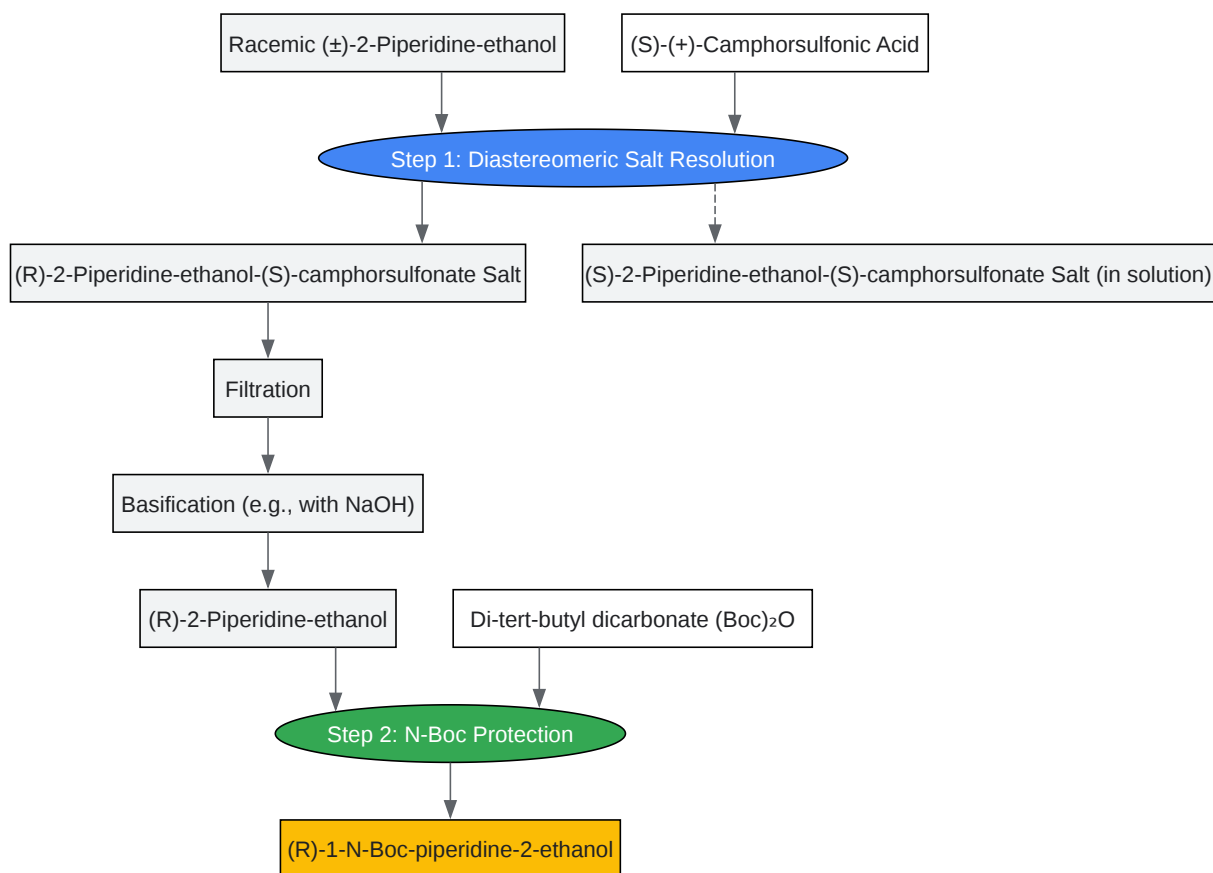 Racemic (±)-2-Piperidine-ethanol
(S)-(+)-Camphorsulfonic Acid
Step 1: Diastereomeric Salt Resolution
(R)-2-Piperidine-ethanol-(S)-camphorsulfonate Salt
(S)-2-Piperidine-ethanol-(S)-camphorsulfonate Salt (in solution)
Filtration
Basification (e.g., with NaOH)
(R)-2-Piperidine-ethanol
Di-tert-butyl dicarbonate (Boc)₂O
Step 2: N-Boc Protection
(R)-1-N-Boc-piperidine-2-ethanol